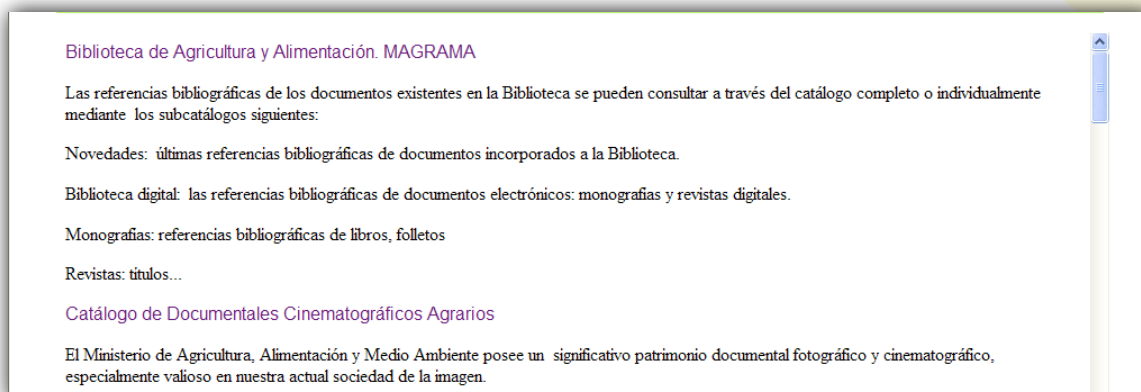 Biblioteca de Agricultura y Alimentación. MAGRAMA
Las referencias bibliográficas de los documentos existentes en la Biblioteca se pueden consultar a través del catálogo completo o individualmente
mediante los subcatálogos siguientes:
Novedades: últimas referencias bibliográficas de documentos incorporados a la Biblioteca.
Biblioteca digital: las referencias bibliográficas de documentos electrónicos: monografias y revistas digitales.
Monografias: referencias bibliográficas de libros, folletos
Revistas: títulos...
Catálogo de Documentales Cinematográficos Agrarios
El Ministerio de Agricultura, Alimentación y Medio Ambiente posee un significativo patrimonio documental fotográfico y cinematográfico,
especialmente valioso en nuestra actual sociedad de la imagen.